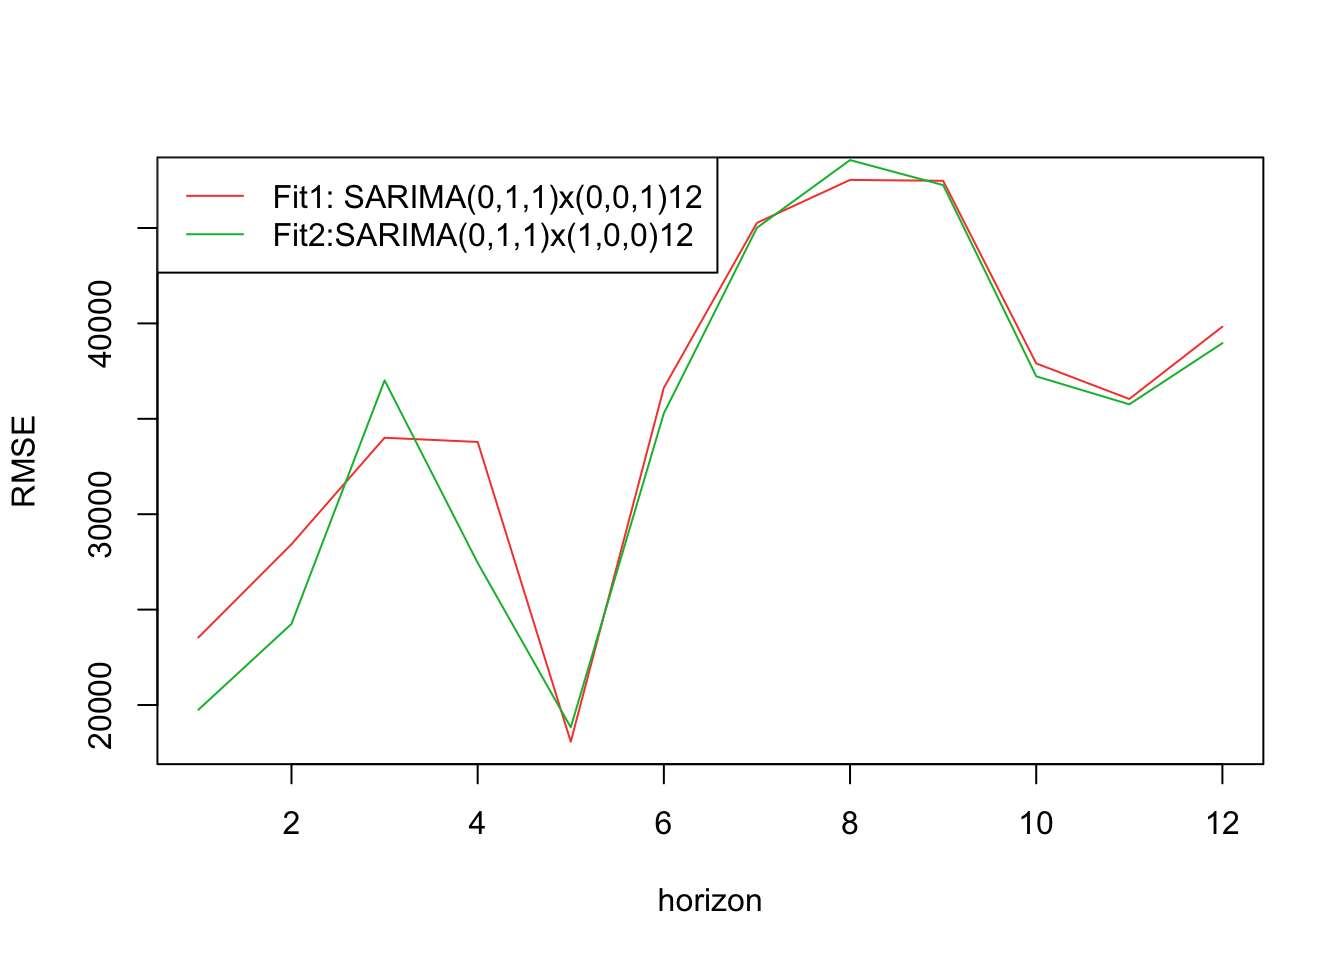 Fit1: SARIMA(0,1,1)x(0,0,1)12
Fit2:SARIMA(0,1,1)x(1,0,0)12
RMSE
40000
30000
20000
2 4 6 8 10 12
horizon